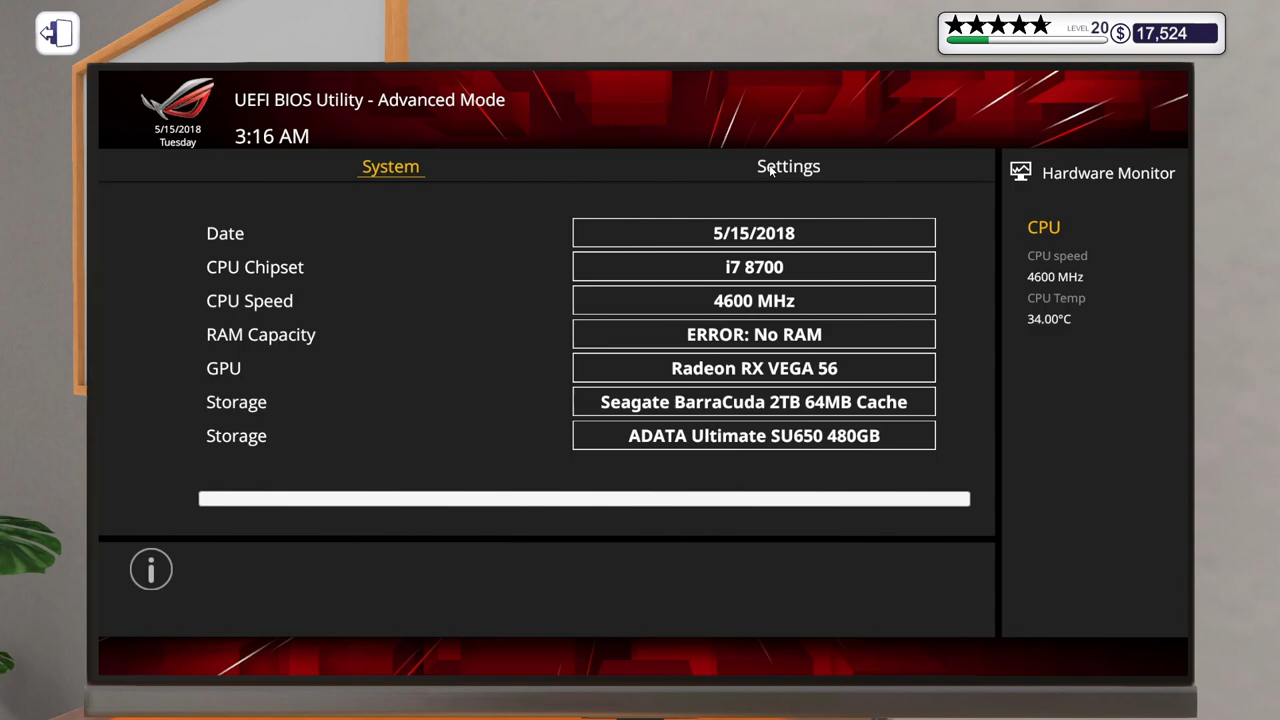 LEVEL 20
$ 17,524
UEFI BIOS Utility - Advanced Mode
5/15/2018
Tuesday
3:16 AM
System
Settings
Hardware Monitor
Date
5/15/2018
CPU Chipset
i7 8700
CPU Speed
4600 MHz
RAM Capacity
ERROR: No RAM
GPU
Radeon RX VEGA 56
Storage
Seagate BarraCuda 2TB 64MB Cache
Storage
ADATA Ultimate SU650 480GB
CPU
CPU speed
4600 MHz
CPU Temp
34.00°C